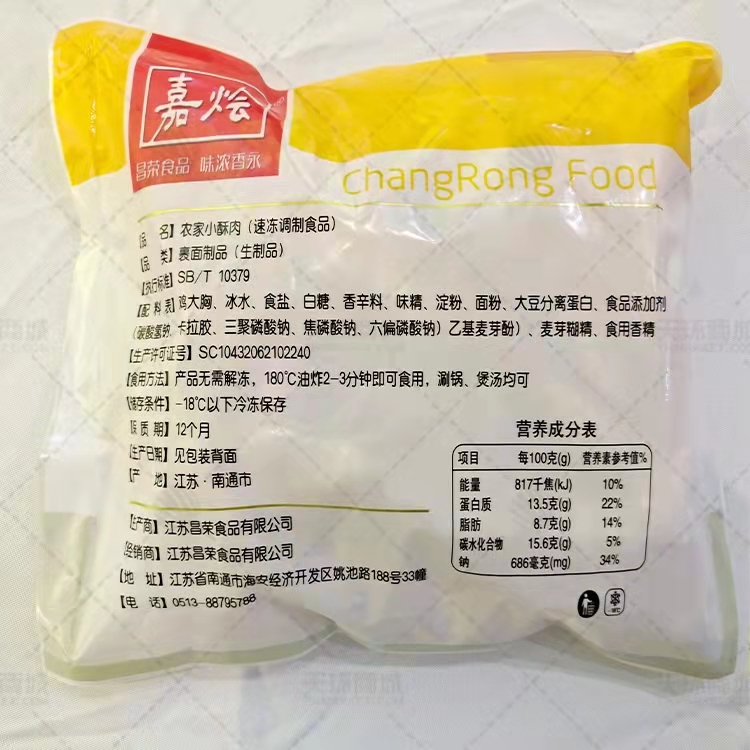 嘉烩
昌荣食品 味浓香永
ChangRong Food
【品 名】农家小酥肉（速冻调制食品）
【品 类】裹面制品（生制品）
【执行标准】SB/T 10379
【配 料 表】鸡大胸、冰水、食盐、白糖、香辛料、味精、淀粉、面粉、大豆分离蛋白、食品添加剂
（碳酸氢钠、卡拉胶、三聚磷酸钠、焦磷酸钠、六偏磷酸钠）乙基麦芽酚）、麦芽糊精、食用香精
【生产许可证号】SC10432062102240
【食用方法】产品无需解冻，180℃油炸2-3分钟即可食用，涮锅、煲汤均可
【储存条件】-18℃以下冷冻保存
【保 质 期】12个月
【生产日期】见包装背面
【产 地】江苏·南通市
【生产商】江苏昌荣食品有限公司
【经销商】江苏昌荣食品有限公司
【地 址】江苏省南通市海安经济开发区姚池路188号33幢
【电 话】0513-88795788
营养成分表
项目 每100克(g) 营养素参考值%
能量 817千焦(kJ) 10%
蛋白质 13.5克(g) 22%
脂肪 8.7克(g) 14%
碳水化合物 15.6克(g) 5%
钠 686毫克(mg) 34%